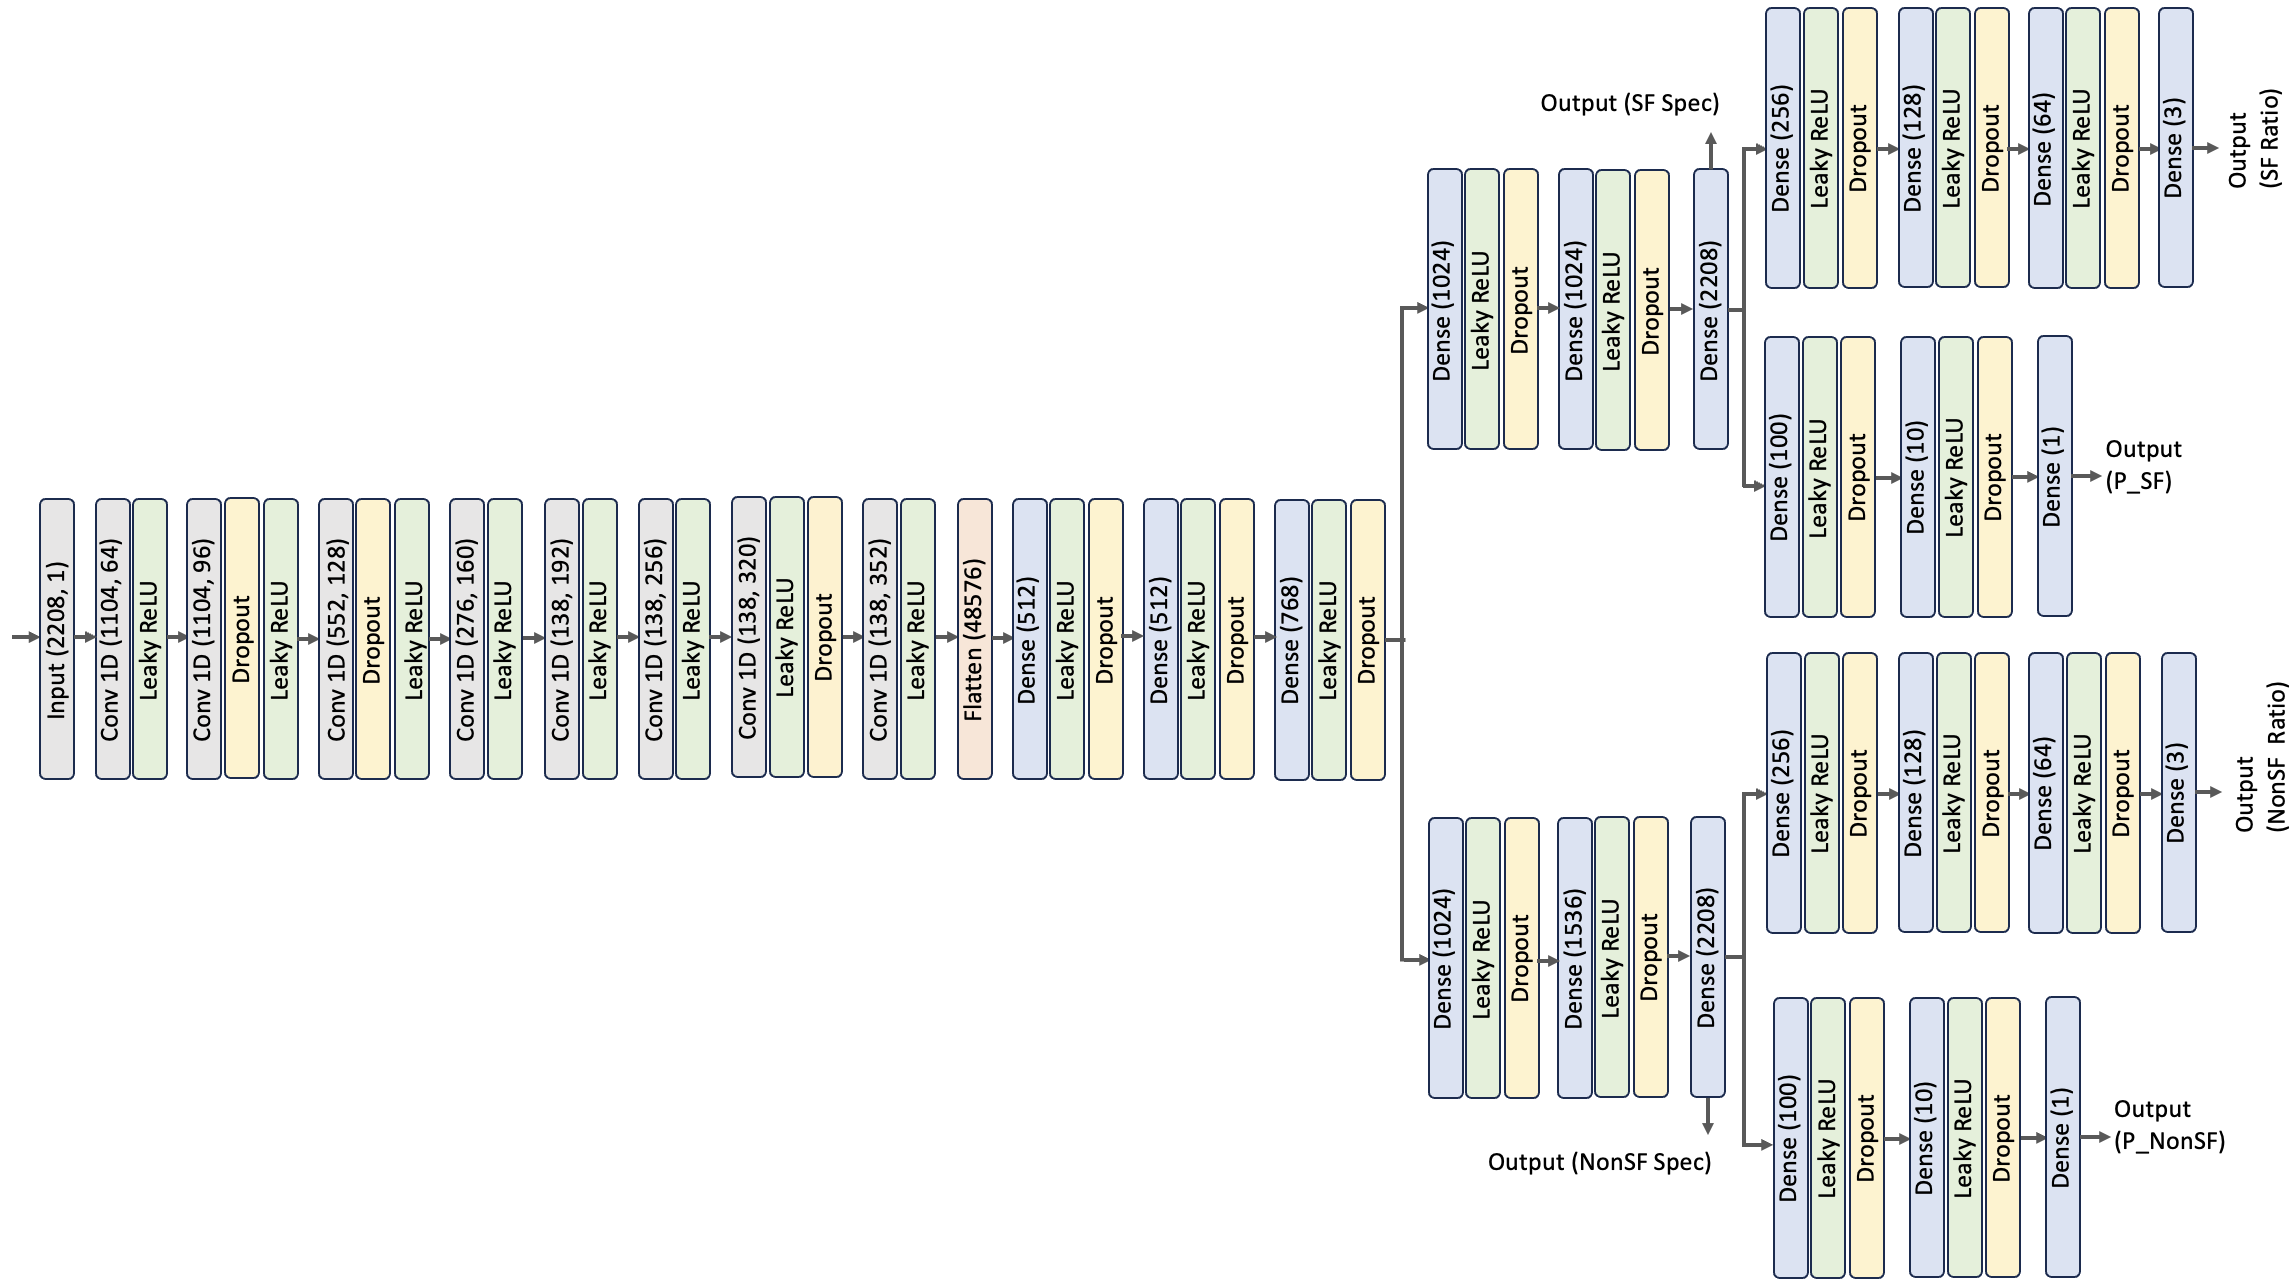 Input (2208, 1)
Conv 1D (1104, 64)
Leaky ReLU
Conv 1D (1104, 96)
Dropout
Leaky ReLU
Conv 1D (552, 128)
Dropout
Leaky ReLU
Conv 1D (276, 160)
Leaky ReLU
Conv 1D (138, 192)
Leaky ReLU
Conv 1D (138, 256)
Leaky ReLU
Conv 1D (138, 320)
Leaky ReLU
Dropout
Conv 1D (138, 352)
Leaky ReLU
Flatten (48576)
Dense (512)
Leaky ReLU
Dropout
Dense (512)
Leaky ReLU
Dropout
Dense (768)
Leaky ReLU
Dropout
Dense (1024)
Leaky ReLU
Dropout
Dense (1024)
Leaky ReLU
Dropout
Dense (2208)
Output (SF Spec)
Dense (256)
Leaky ReLU
Dropout
Dense (128)
Leaky ReLU
Dropout
Dense (64)
Leaky ReLU
Dropout
Dense (3)
Output
(SF Ratio)
Dense (100)
Leaky ReLU
Dropout
Dense (10)
Leaky ReLU
Dropout
Dense (1)
Output
(P_SF)
Dense (1024)
Leaky ReLU
Dropout
Dense (1536)
Leaky ReLU
Dropout
Dense (2208)
Output (NonSF Spec)
Dense (256)
Leaky ReLU
Dropout
Dense (128)
Leaky ReLU
Dropout
Dense (64)
Leaky ReLU
Dropout
Dense (3)
Output
(NonSF Ratio)
Dense (100)
Leaky ReLU
Dropout
Dense (10)
Leaky ReLU
Dropout
Dense (1)
Output
(P_NonSF)